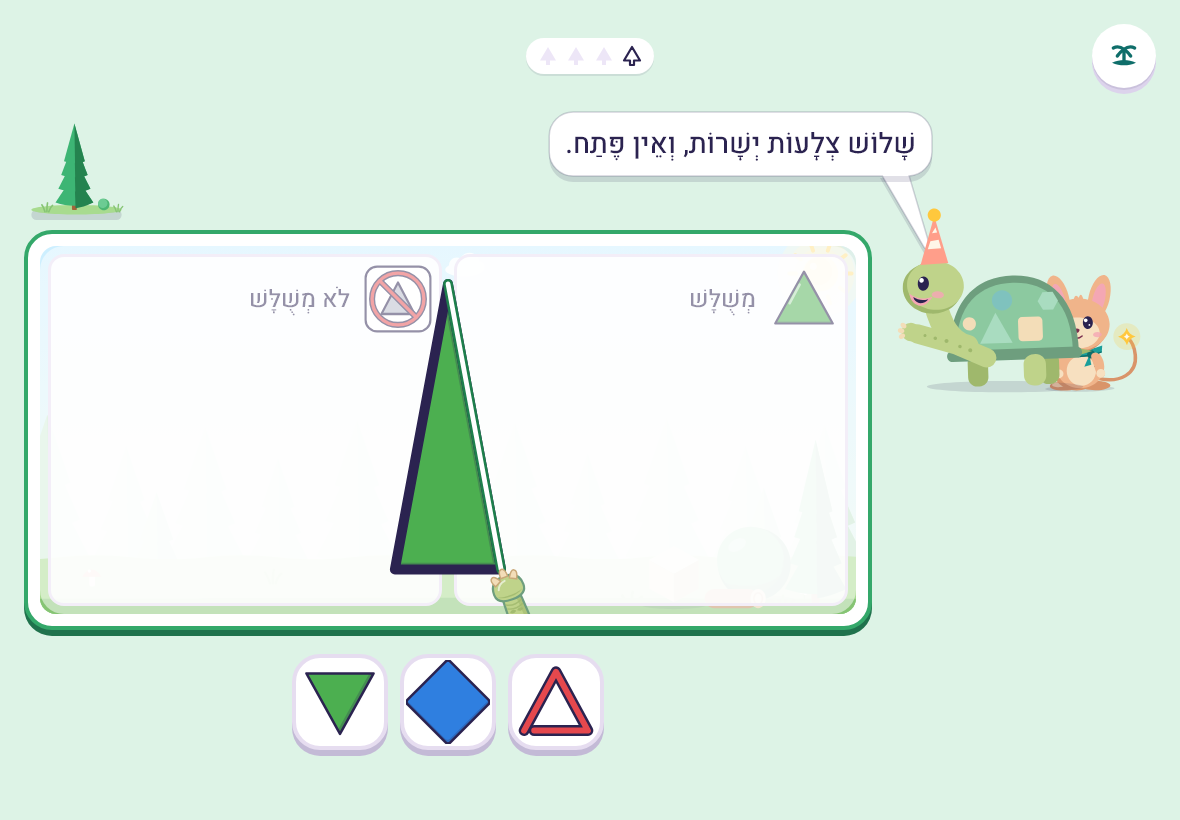 שָׁלוֹשׁ צְלָעוֹת יְשָׁרוֹת, וְאֵין פֶּתַח.
מְשֻׁלָּשׁ
לֹא מְשֻׁלָּשׁ